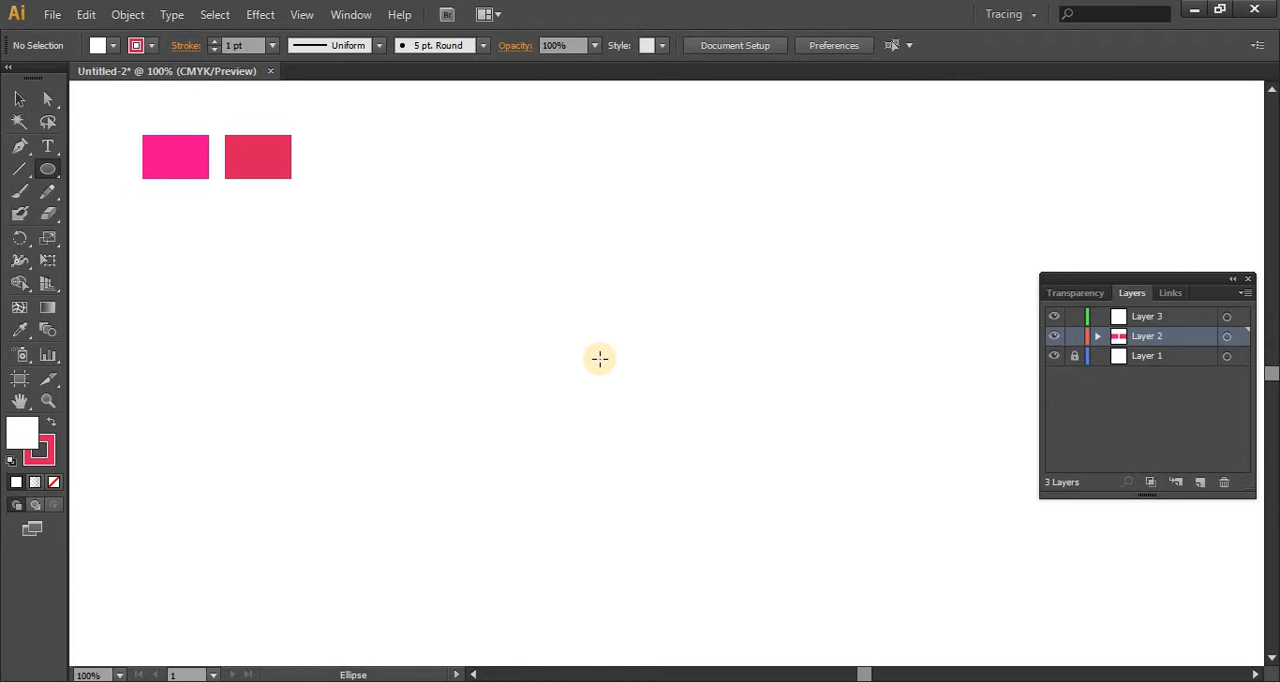 Ai File Edit Object Type Select Effect View Window Help Br Tracing
No Selection Stroke: 1 pt Uniform 5 pt. Round Opacity: 100% Style: Document Setup Preferences
Untitled-2* @ 100% (CMYK/Preview)
T
Transparency Layers Links
Layer 3
Layer 2
Layer 1
3 Layers
100% 1 Ellipse